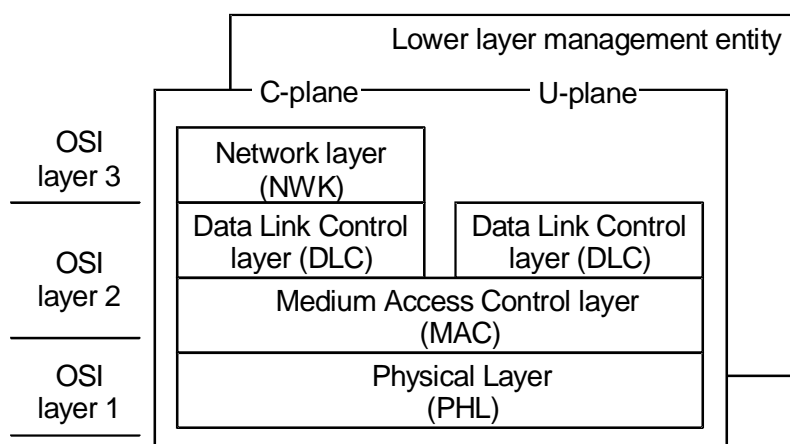 Lower layer management entity
C-plane
U-plane
OSI
layer 3
Network layer
(NWK)
Data Link Control
layer (DLC)
Data Link Control
layer (DLC)
OSI
layer 2
Medium Access Control layer
(MAC)
OSI
layer 1
Physical Layer
(PHL)